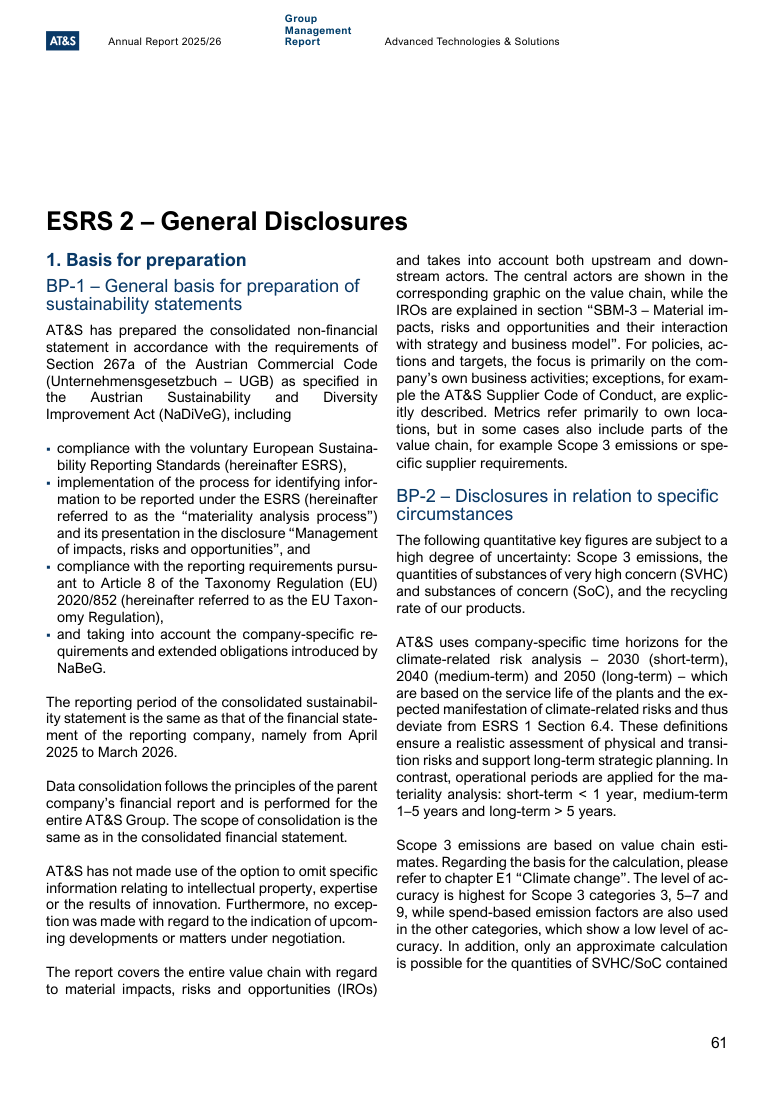 AT&S
Annual Report 2025/26
Group
Management
Report
Advanced Technologies & Solutions
ESRS 2 – General Disclosures
1. Basis for preparation
BP-1 – General basis for preparation of
sustainability statements
AT&S has prepared the consolidated non-financial
statement in accordance with the requirements of
Section 267a of the Austrian Commercial Code
(Unternehmensgesetzbuch – UGB) as specified in
the Austrian Sustainability and Diversity
Improvement Act (NaDiVeG), including
▪ compliance with the voluntary European Sustaina-
bility Reporting Standards (hereinafter ESRS),
▪ implementation of the process for identifying infor-
mation to be reported under the ESRS (hereinafter
referred to as the “materiality analysis process”)
and its presentation in the disclosure “Management
of impacts, risks and opportunities”, and
▪ compliance with the reporting requirements pursu-
ant to Article 8 of the Taxonomy Regulation (EU)
2020/852 (hereinafter referred to as the EU Taxon-
omy Regulation),
▪ and taking into account the company-specific re-
quirements and extended obligations introduced by
NaBeG.
The reporting period of the consolidated sustainabil-
ity statement is the same as that of the financial state-
ment of the reporting company, namely from April
2025 to March 2026.
Data consolidation follows the principles of the parent
company’s financial report and is performed for the
entire AT&S Group. The scope of consolidation is the
same as in the consolidated financial statement.
AT&S has not made use of the option to omit specific
information relating to intellectual property, expertise
or the results of innovation. Furthermore, no excep-
tion was made with regard to the indication of upcom-
ing developments or matters under negotiation.
The report covers the entire value chain with regard
to material impacts, risks and opportunities (IROs)
and takes into account both upstream and down-
stream actors. The central actors are shown in the
corresponding graphic on the value chain, while the
IROs are explained in section “SBM-3 – Material im-
pacts, risks and opportunities and their interaction
with strategy and business model”. For policies, ac-
tions and targets, the focus is primarily on the com-
pany’s own business activities; exceptions, for exam-
ple the AT&S Supplier Code of Conduct, are explic-
itly described. Metrics refer primarily to own loca-
tions, but in some cases also include parts of the
value chain, for example Scope 3 emissions or spe-
cific supplier requirements.
BP-2 – Disclosures in relation to specific
circumstances
The following quantitative key figures are subject to a
high degree of uncertainty: Scope 3 emissions, the
quantities of substances of very high concern (SVHC)
and substances of concern (SoC), and the recycling
rate of our products.
AT&S uses company-specific time horizons for the
climate-related risk analysis – 2030 (short-term),
2040 (medium-term) and 2050 (long-term) – which
are based on the service life of the plants and the ex-
pected manifestation of climate-related risks and thus
deviate from ESRS 1 Section 6.4. These definitions
ensure a realistic assessment of physical and transi-
tion risks and support long-term strategic planning. In
contrast, operational periods are applied for the ma-
teriality analysis: short-term < 1 year, medium-term
1–5 years and long-term > 5 years.
Scope 3 emissions are based on value chain esti-
mates. Regarding the basis for the calculation, please
refer to chapter E1 “Climate change”. The level of ac-
curacy is highest for Scope 3 categories 3, 5–7 and
9, while spend-based emission factors are also used
in the other categories, which show a low level of ac-
curacy. In addition, only an approximate calculation
is possible for the quantities of SVHC/SoC contained
61